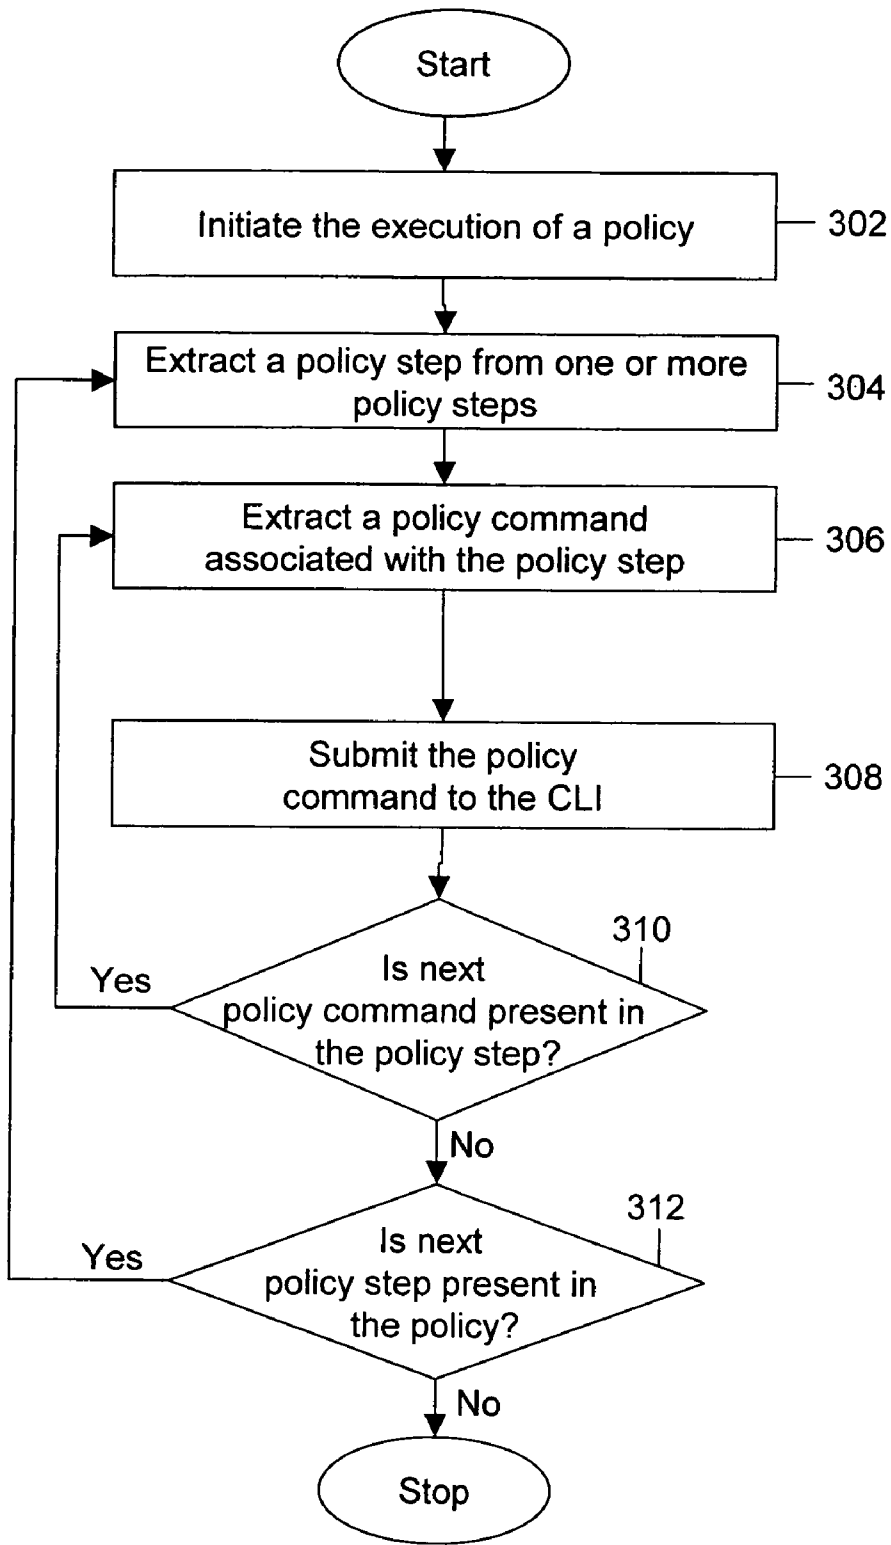 Start
Initiate the execution of a policy
302
Extract a policy step from one or more
policy steps
304
Extract a policy command
associated with the policy step
306
Submit the policy
command to the CLI
308
310
Is next
policy command present in
the policy step?
Yes
No
312
Is next
policy step present in
the policy?
Yes
No
Stop